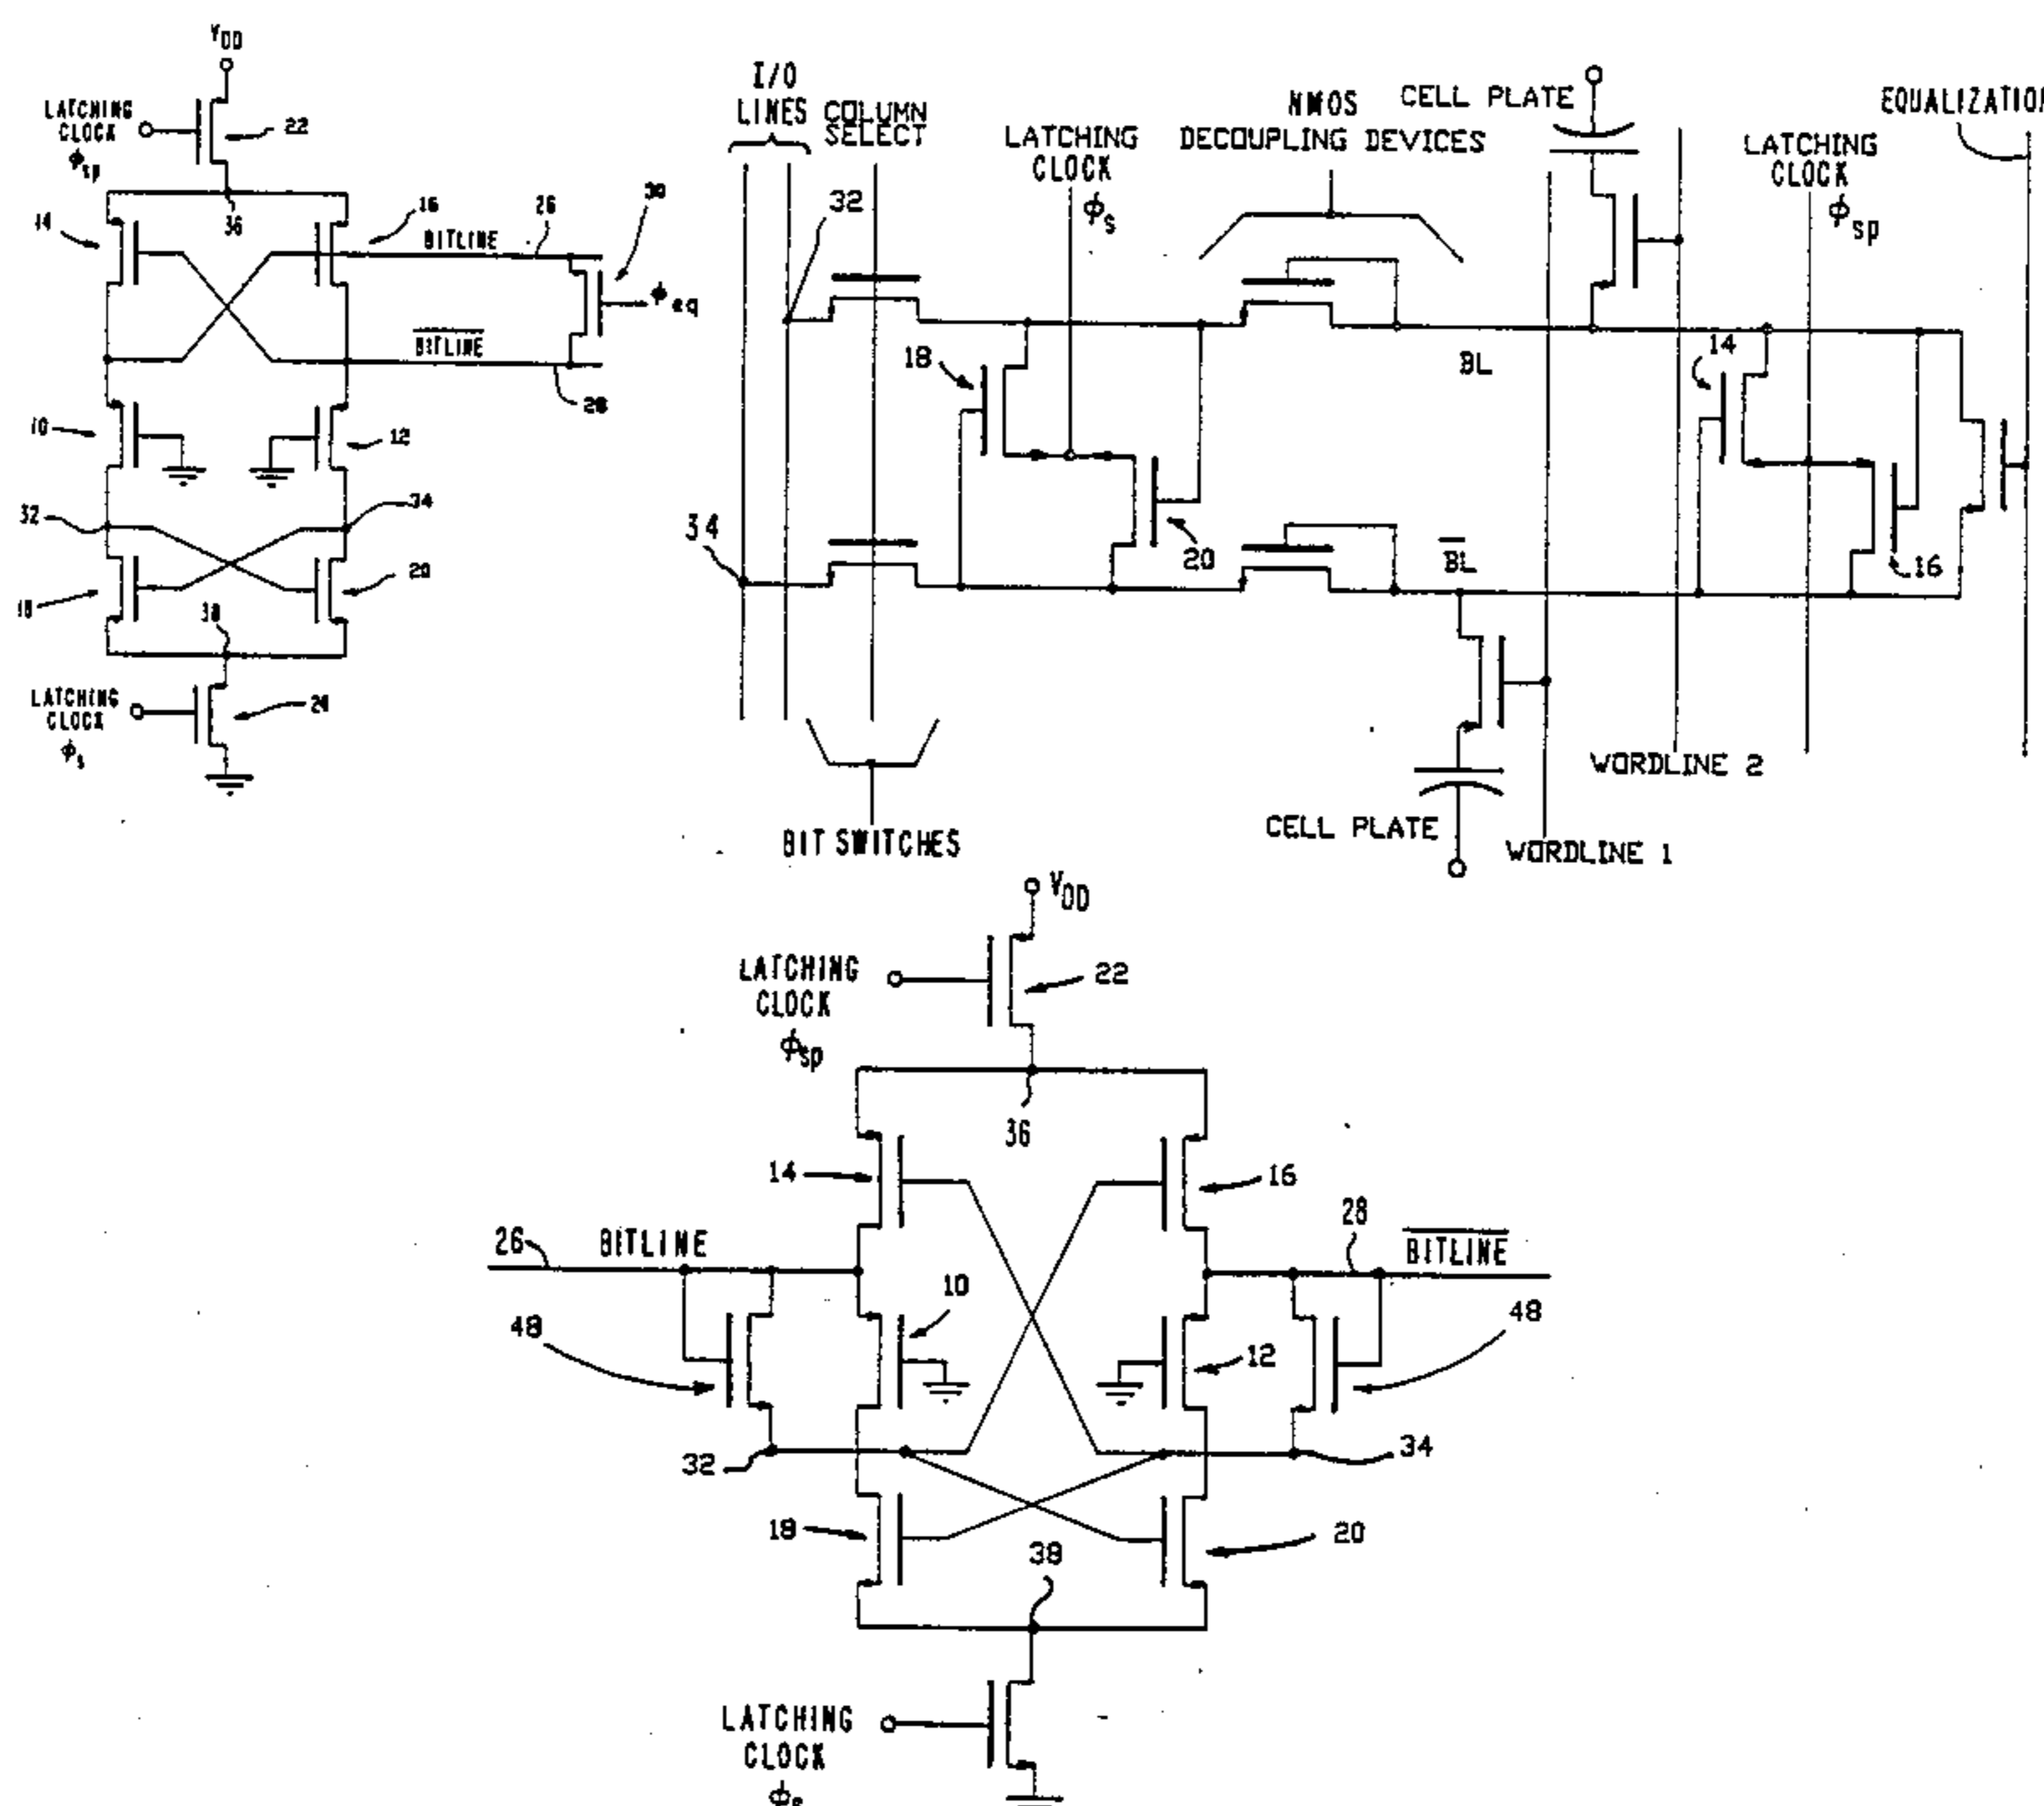 VDD
LATCHING
CLOCK
ϕsp
22
14
36
16
BITLINE
26
30
ϕeq
BITLINE
28
10
12
32
34
18
20
38
LATCHING
CLOCK
ϕs
24
I/O
LINES
COLUMN
SELECT
LATCHING
CLOCK
ϕs
NMOS
DECOUPLING DEVICES
CELL PLATE
LATCHING
CLOCK
ϕsp
EQUALIZATION
32
18
BL
14
34
20
BL
16
WORDLINE 2
CELL PLATE
WORDLINE 1
BIT SWITCHES
VDD
LATCHING
CLOCK
ϕsp
22
36
14
16
26
BITLINE
28
BITLINE
10
48
12
48
32
34
18
38
20
LATCHING
CLOCK
ϕs